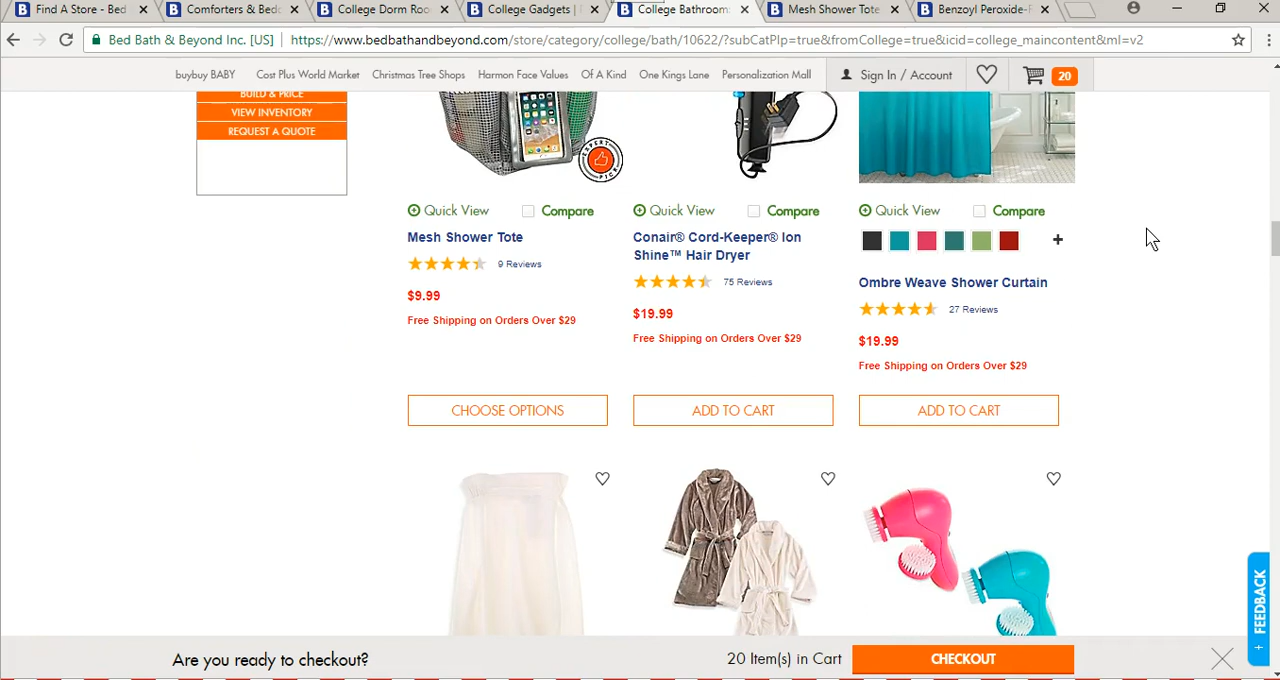 Find A Store - Bed
Comforters & Bedd
College Dorm Roo
College Gadgets |
College Bathroom
Mesh Shower Tote
Benzoyl Peroxide-F
Bed Bath & Beyond Inc. [US]
https://www.bedbathandbeyond.com/store/category/college/bath/10622/?subCatPlp=true&fromCollege=true&icid=college_maincontent&ml=v2
buybuy BABY Cost Plus World Market Christmas Tree Shops Harmon Face Values Of A Kind One Kings Lane Personalization Mall Sign In / Account 20
BUILD & PRICE
VIEW INVENTORY
REQUEST A QUOTE
EXPERT PICK
Quick View Compare
Mesh Shower Tote
9 Reviews
$9.99
Free Shipping on Orders Over $29
CHOOSE OPTIONS
Quick View Compare
Conair® Cord-Keeper® Ion
Shine™ Hair Dryer
75 Reviews
$19.99
Free Shipping on Orders Over $29
ADD TO CART
Quick View Compare
+
Ombre Weave Shower Curtain
27 Reviews
$19.99
Free Shipping on Orders Over $29
ADD TO CART
+ FEEDBACK
Are you ready to checkout? 20 Item(s) in Cart CHECKOUT